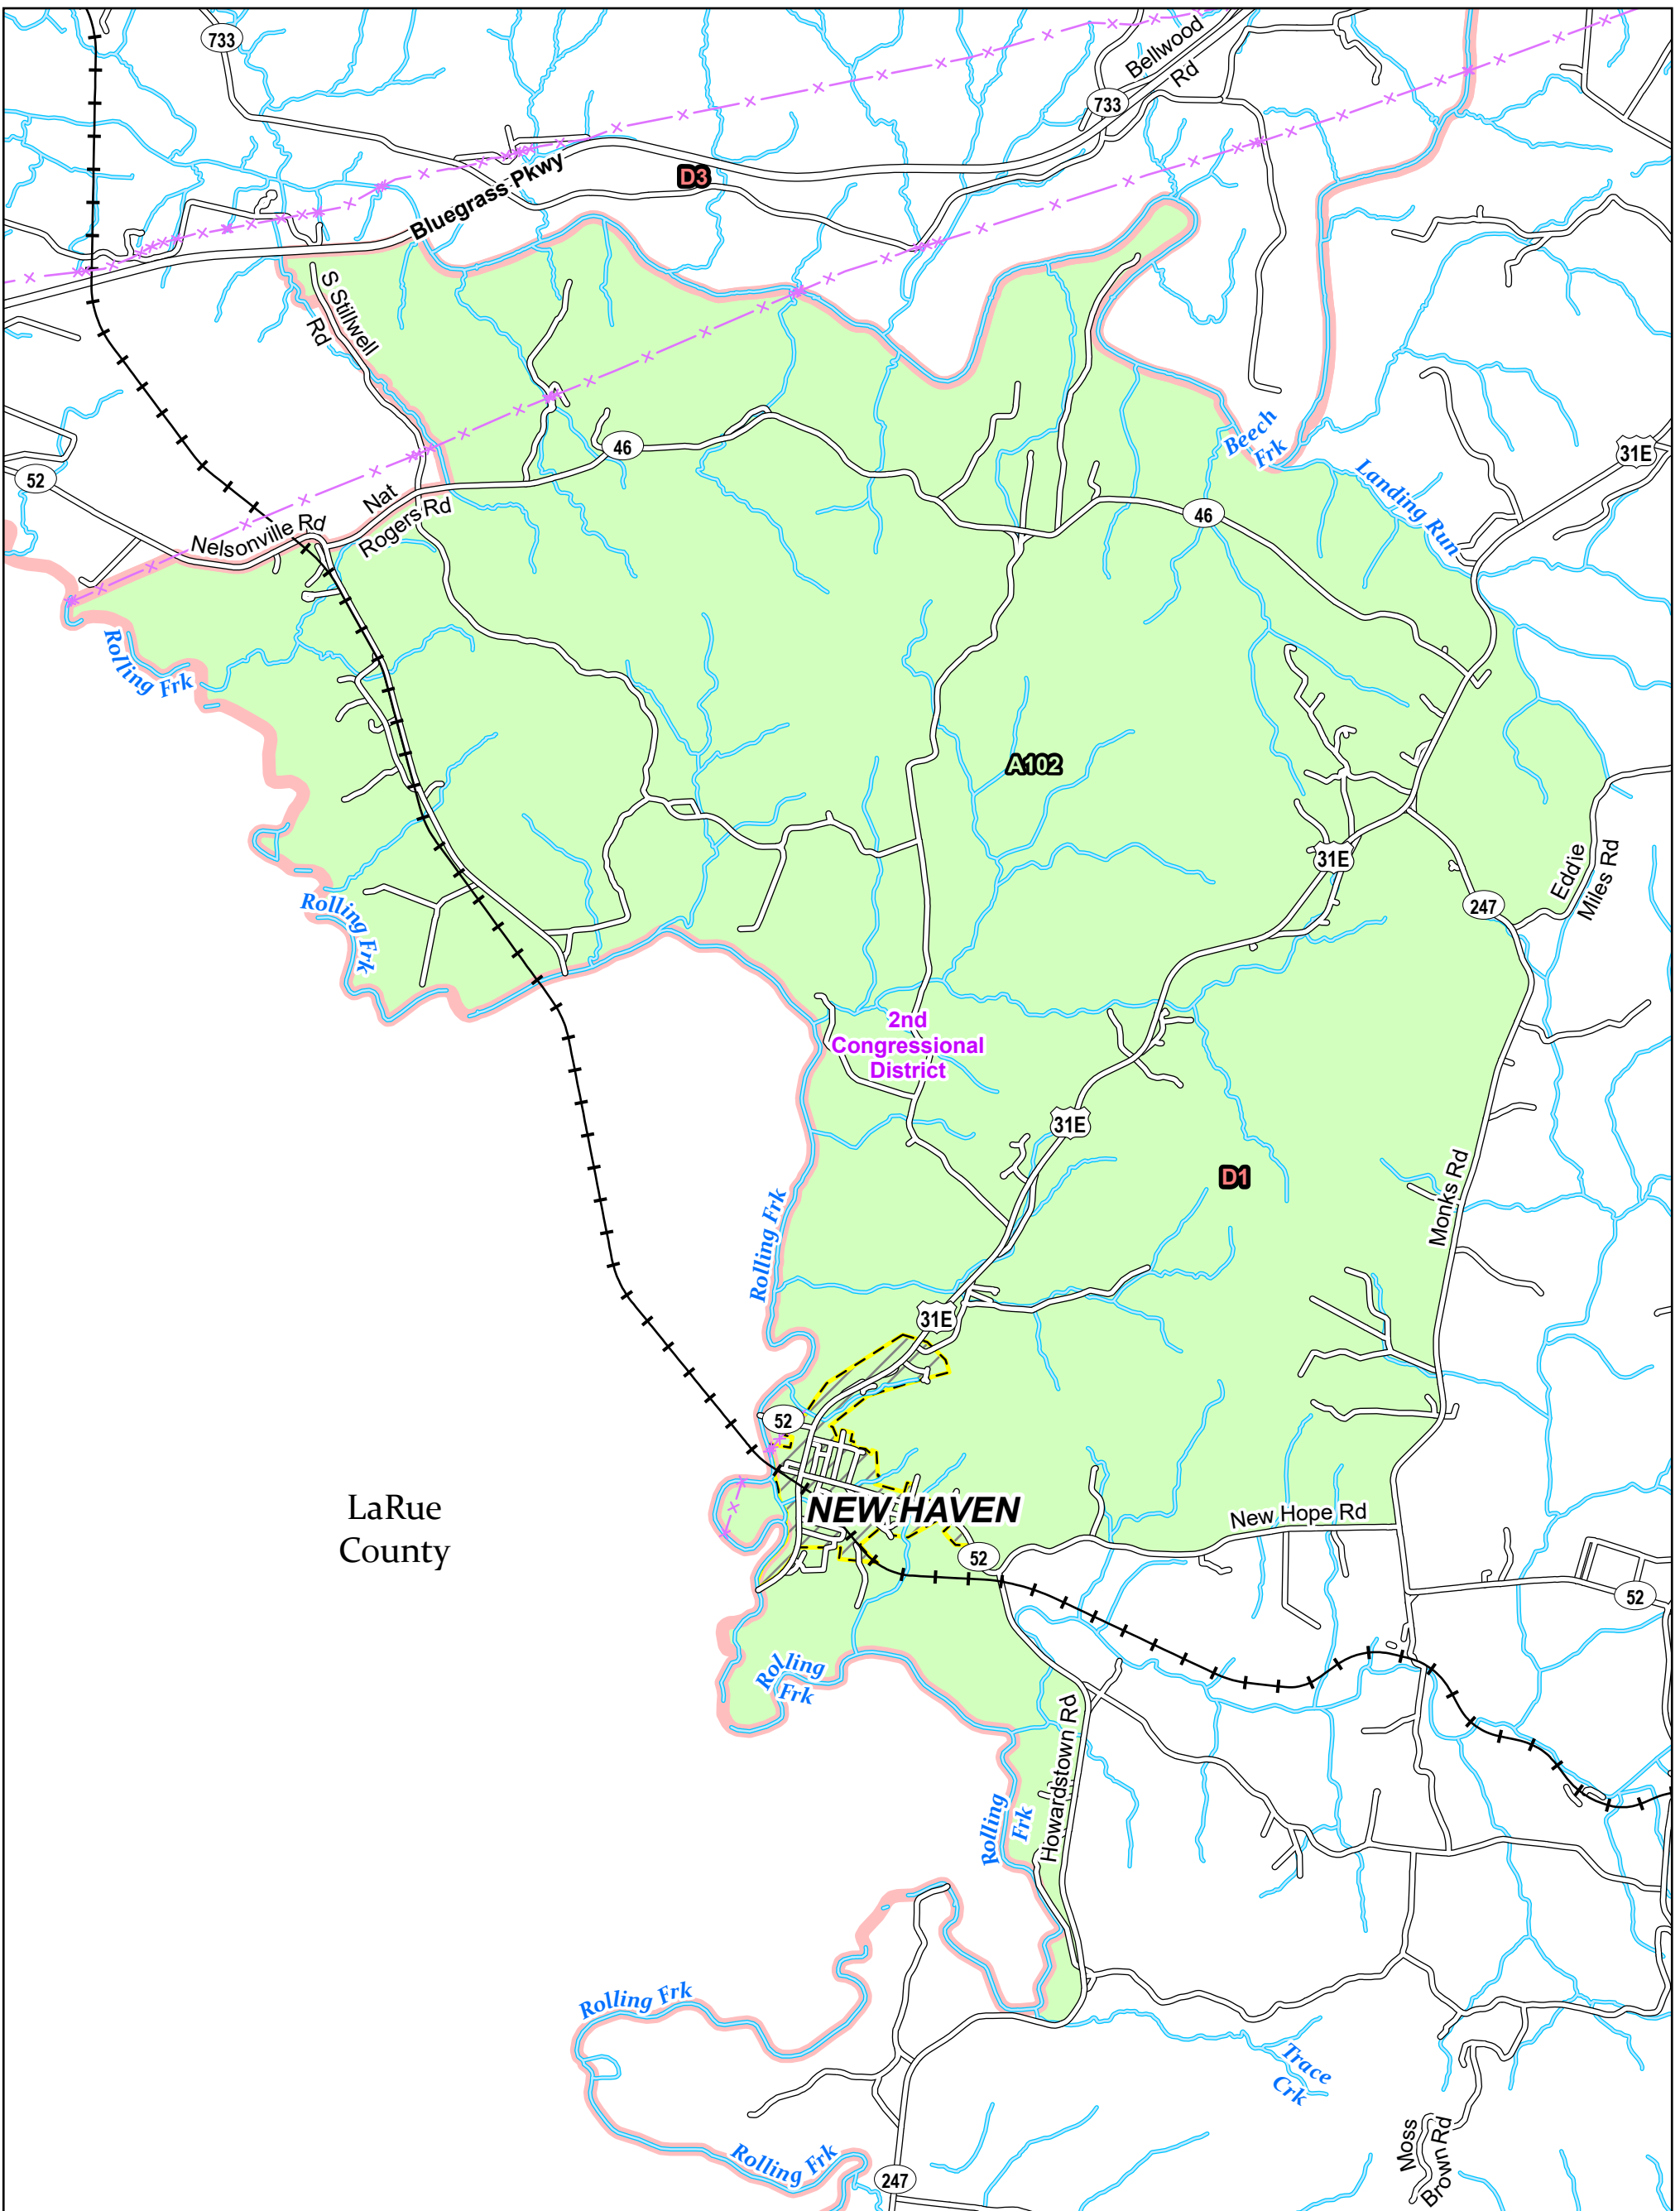 733
Bellwood
Rd
733
D3
Bluegrass Pkwy
S Stillwell
Rd
46
Beech
Frk
31E
Landing Run
52
Nat
Rogers Rd
Nelsonville Rd
46
Rolling Frk
A102
31E
Eddie
Miles Rd
247
Rolling Frk
2nd
Congressional
District
31E
D1
Monks Rd
Rolling Frk
31E
52
LaRue
County
NEW HAVEN
New Hope Rd
52
52
Rolling
Frk
Howardstown Rd
Rolling
Frk
Rolling Frk
Trace
Crk
Moss
Brown Rd
Rolling Frk
247